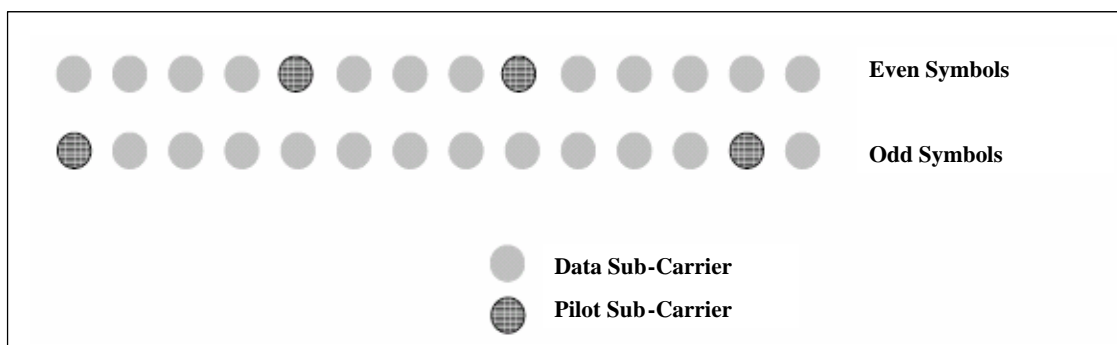 Even Symbols
Odd Symbols
Data Sub-Carrier
Pilot Sub-Carrier